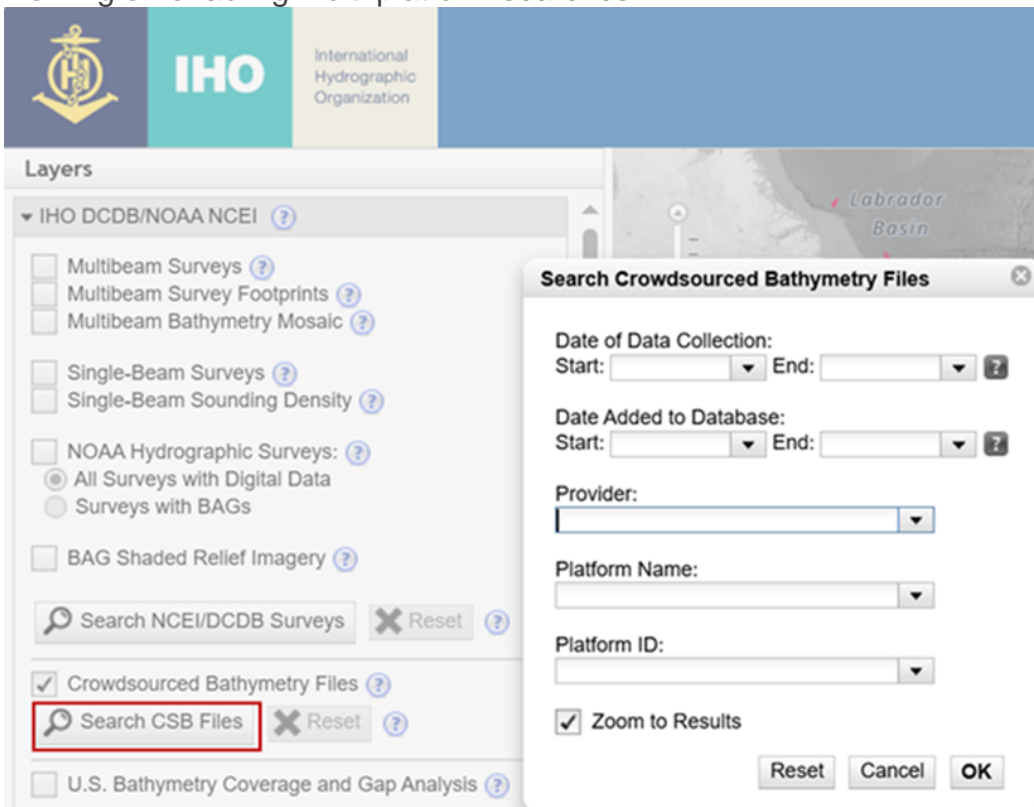 IHO
International
Hydrographic
Organization
Layers
IHO DCDB/NOAA NCEI ?
Multibeam Surveys ?
Multibeam Survey Footprints ?
Multibeam Bathymetry Mosaic ?
Single-Beam Surveys ?
Single-Beam Sounding Density ?
NOAA Hydrographic Surveys: ?
All Surveys with Digital Data
Surveys with BAGs
BAG Shaded Relief Imagery ?
Search NCEI/DCDB Surveys Reset ?
Crowdsourced Bathymetry Files ?
Search CSB Files Reset ?
U.S. Bathymetry Coverage and Gap Analysis ?
Labrador
Basin
Search Crowdsourced Bathymetry Files
Date of Data Collection:
Start: End: ?
Date Added to Database:
Start: End: ?
Provider:
Platform Name:
Platform ID:
Zoom to Results
Reset Cancel OK